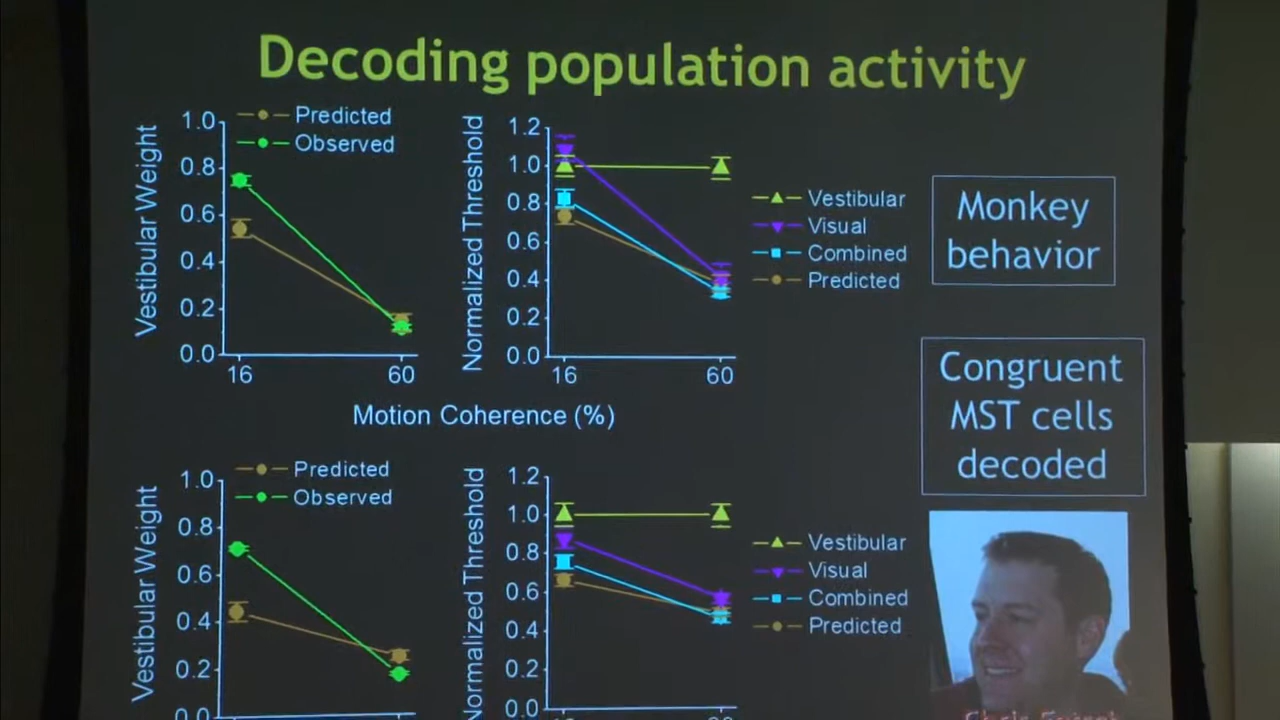 Decoding population activity
Vestibular Weight
1.0
0.8
0.6
0.4
0.2
0.0
Predicted
Observed
16
60
Normalized Threshold
1.2
1.0
0.8
0.6
0.4
0.2
0.0
16
60
Vestibular
Visual
Combined
Predicted
Motion Coherence (%)
Monkey
behavior
Vestibular Weight
1.0
0.8
0.6
0.4
0.2
0.0
Predicted
Observed
Normalized Threshold
1.2
1.0
0.8
0.6
0.4
0.2
0.0
Vestibular
Visual
Combined
Predicted
Congruent
MST cells
decoded